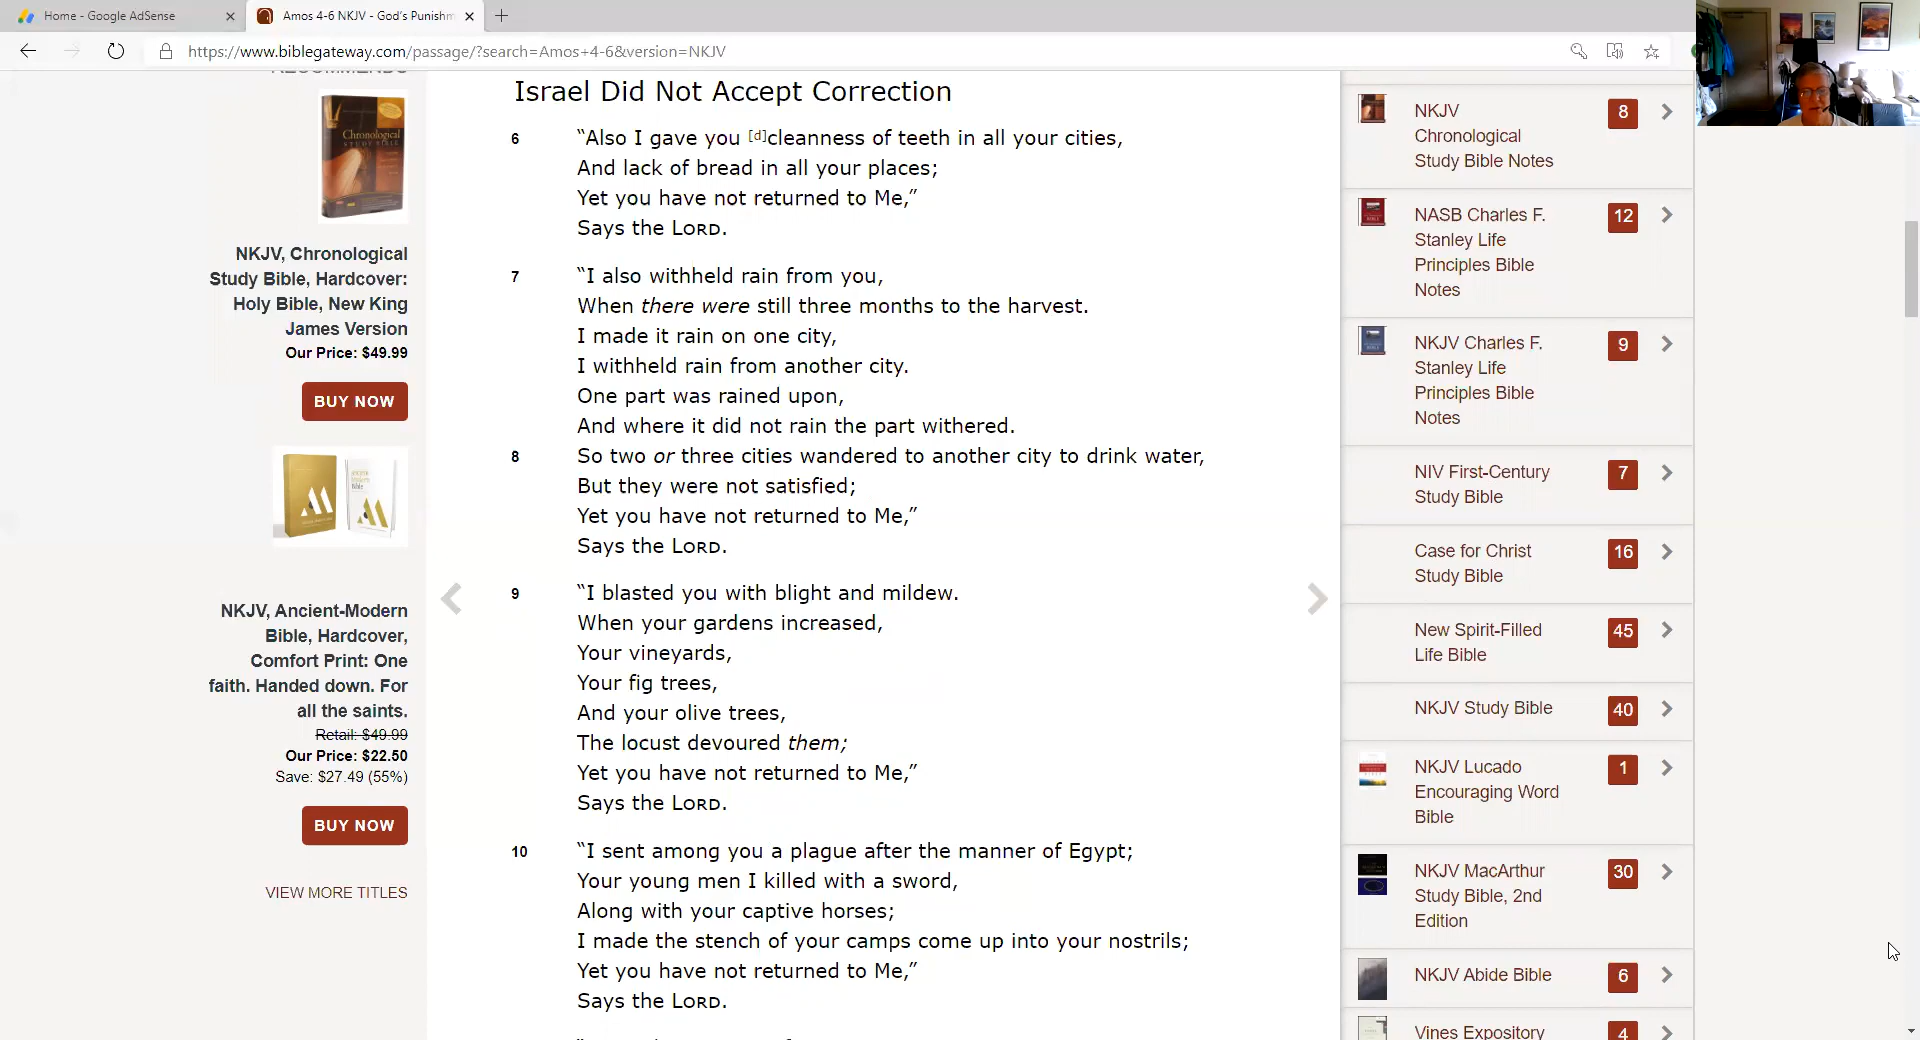 Home - Google AdSense
Amos 4-6 NKJV - God's Punishm
https://www.biblegateway.com/passage/?search=Amos+4-6&version=NKJV
RECOMMENDS
Chronological
STUDY BIBLE
NKJV, Chronological
Study Bible, Hardcover:
Holy Bible, New King
James Version
Our Price: $49.99
BUY NOW
NKJV, Ancient-Modern
Bible, Hardcover,
Comfort Print: One
faith. Handed down. For
all the saints.
Retail: $49.99
Our Price: $22.50
Save: $27.49 (55%)
BUY NOW
VIEW MORE TITLES
Israel Did Not Accept Correction
6 “Also I gave you [d]cleanness of teeth in all your cities,
And lack of bread in all your places;
Yet you have not returned to Me,”
Says the LORD.
7 “I also withheld rain from you,
When there were still three months to the harvest.
I made it rain on one city,
I withheld rain from another city.
One part was rained upon,
And where it did not rain the part withered.
8 So two or three cities wandered to another city to drink water,
But they were not satisfied;
Yet you have not returned to Me,”
Says the LORD.
9 “I blasted you with blight and mildew.
When your gardens increased,
Your vineyards,
Your fig trees,
And your olive trees,
The locust devoured them;
Yet you have not returned to Me,”
Says the LORD.
10 “I sent among you a plague after the manner of Egypt;
Your young men I killed with a sword,
Along with your captive horses;
I made the stench of your camps come up into your nostrils;
Yet you have not returned to Me,”
Says the LORD.
NKJV 8
Chronological
Study Bible Notes
NASB Charles F. 12
Stanley Life
Principles Bible
Notes
NKJV Charles F. 9
Stanley Life
Principles Bible
Notes
NIV First-Century 7
Study Bible
Case for Christ 16
Study Bible
New Spirit-Filled 45
Life Bible
NKJV Study Bible 40
NKJV Lucado 1
Encouraging Word
Bible
NKJV MacArthur 30
Study Bible, 2nd
Edition
NKJV Abide Bible 6
Vines Expository 4